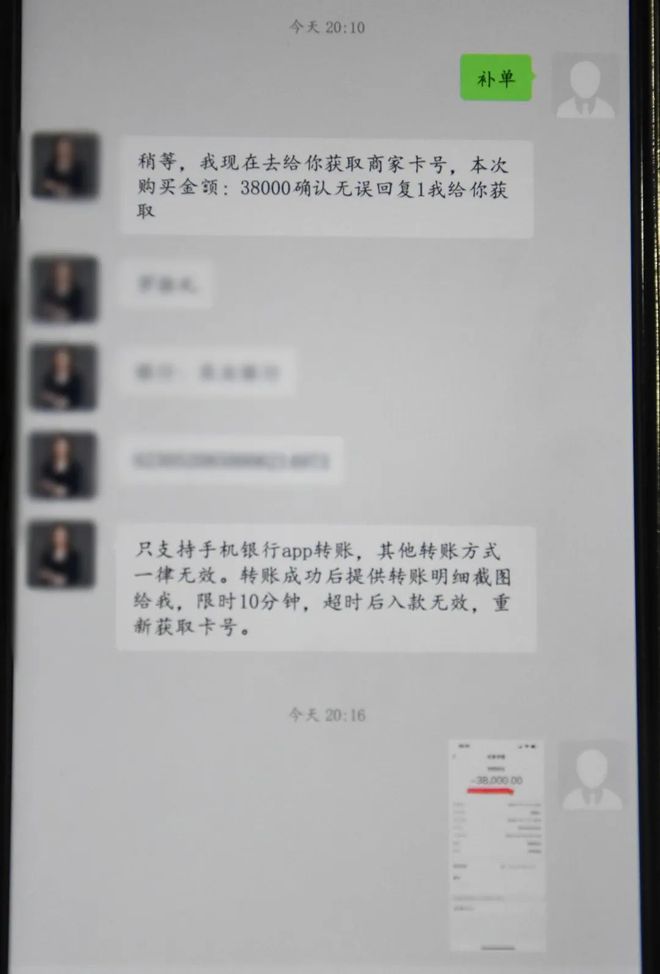 今天 20:10
补单
稍等，我现在去给你获取商家卡号，本次
购买金额：38000确认无误回复1我给你获
取
只支持手机银行app转账，其他转账方式
一律无效。转账成功后提供转账明细截图
给我，限时10分钟，超时后入款无效，重
新获取卡号。
今天 20:16
-38,000.00